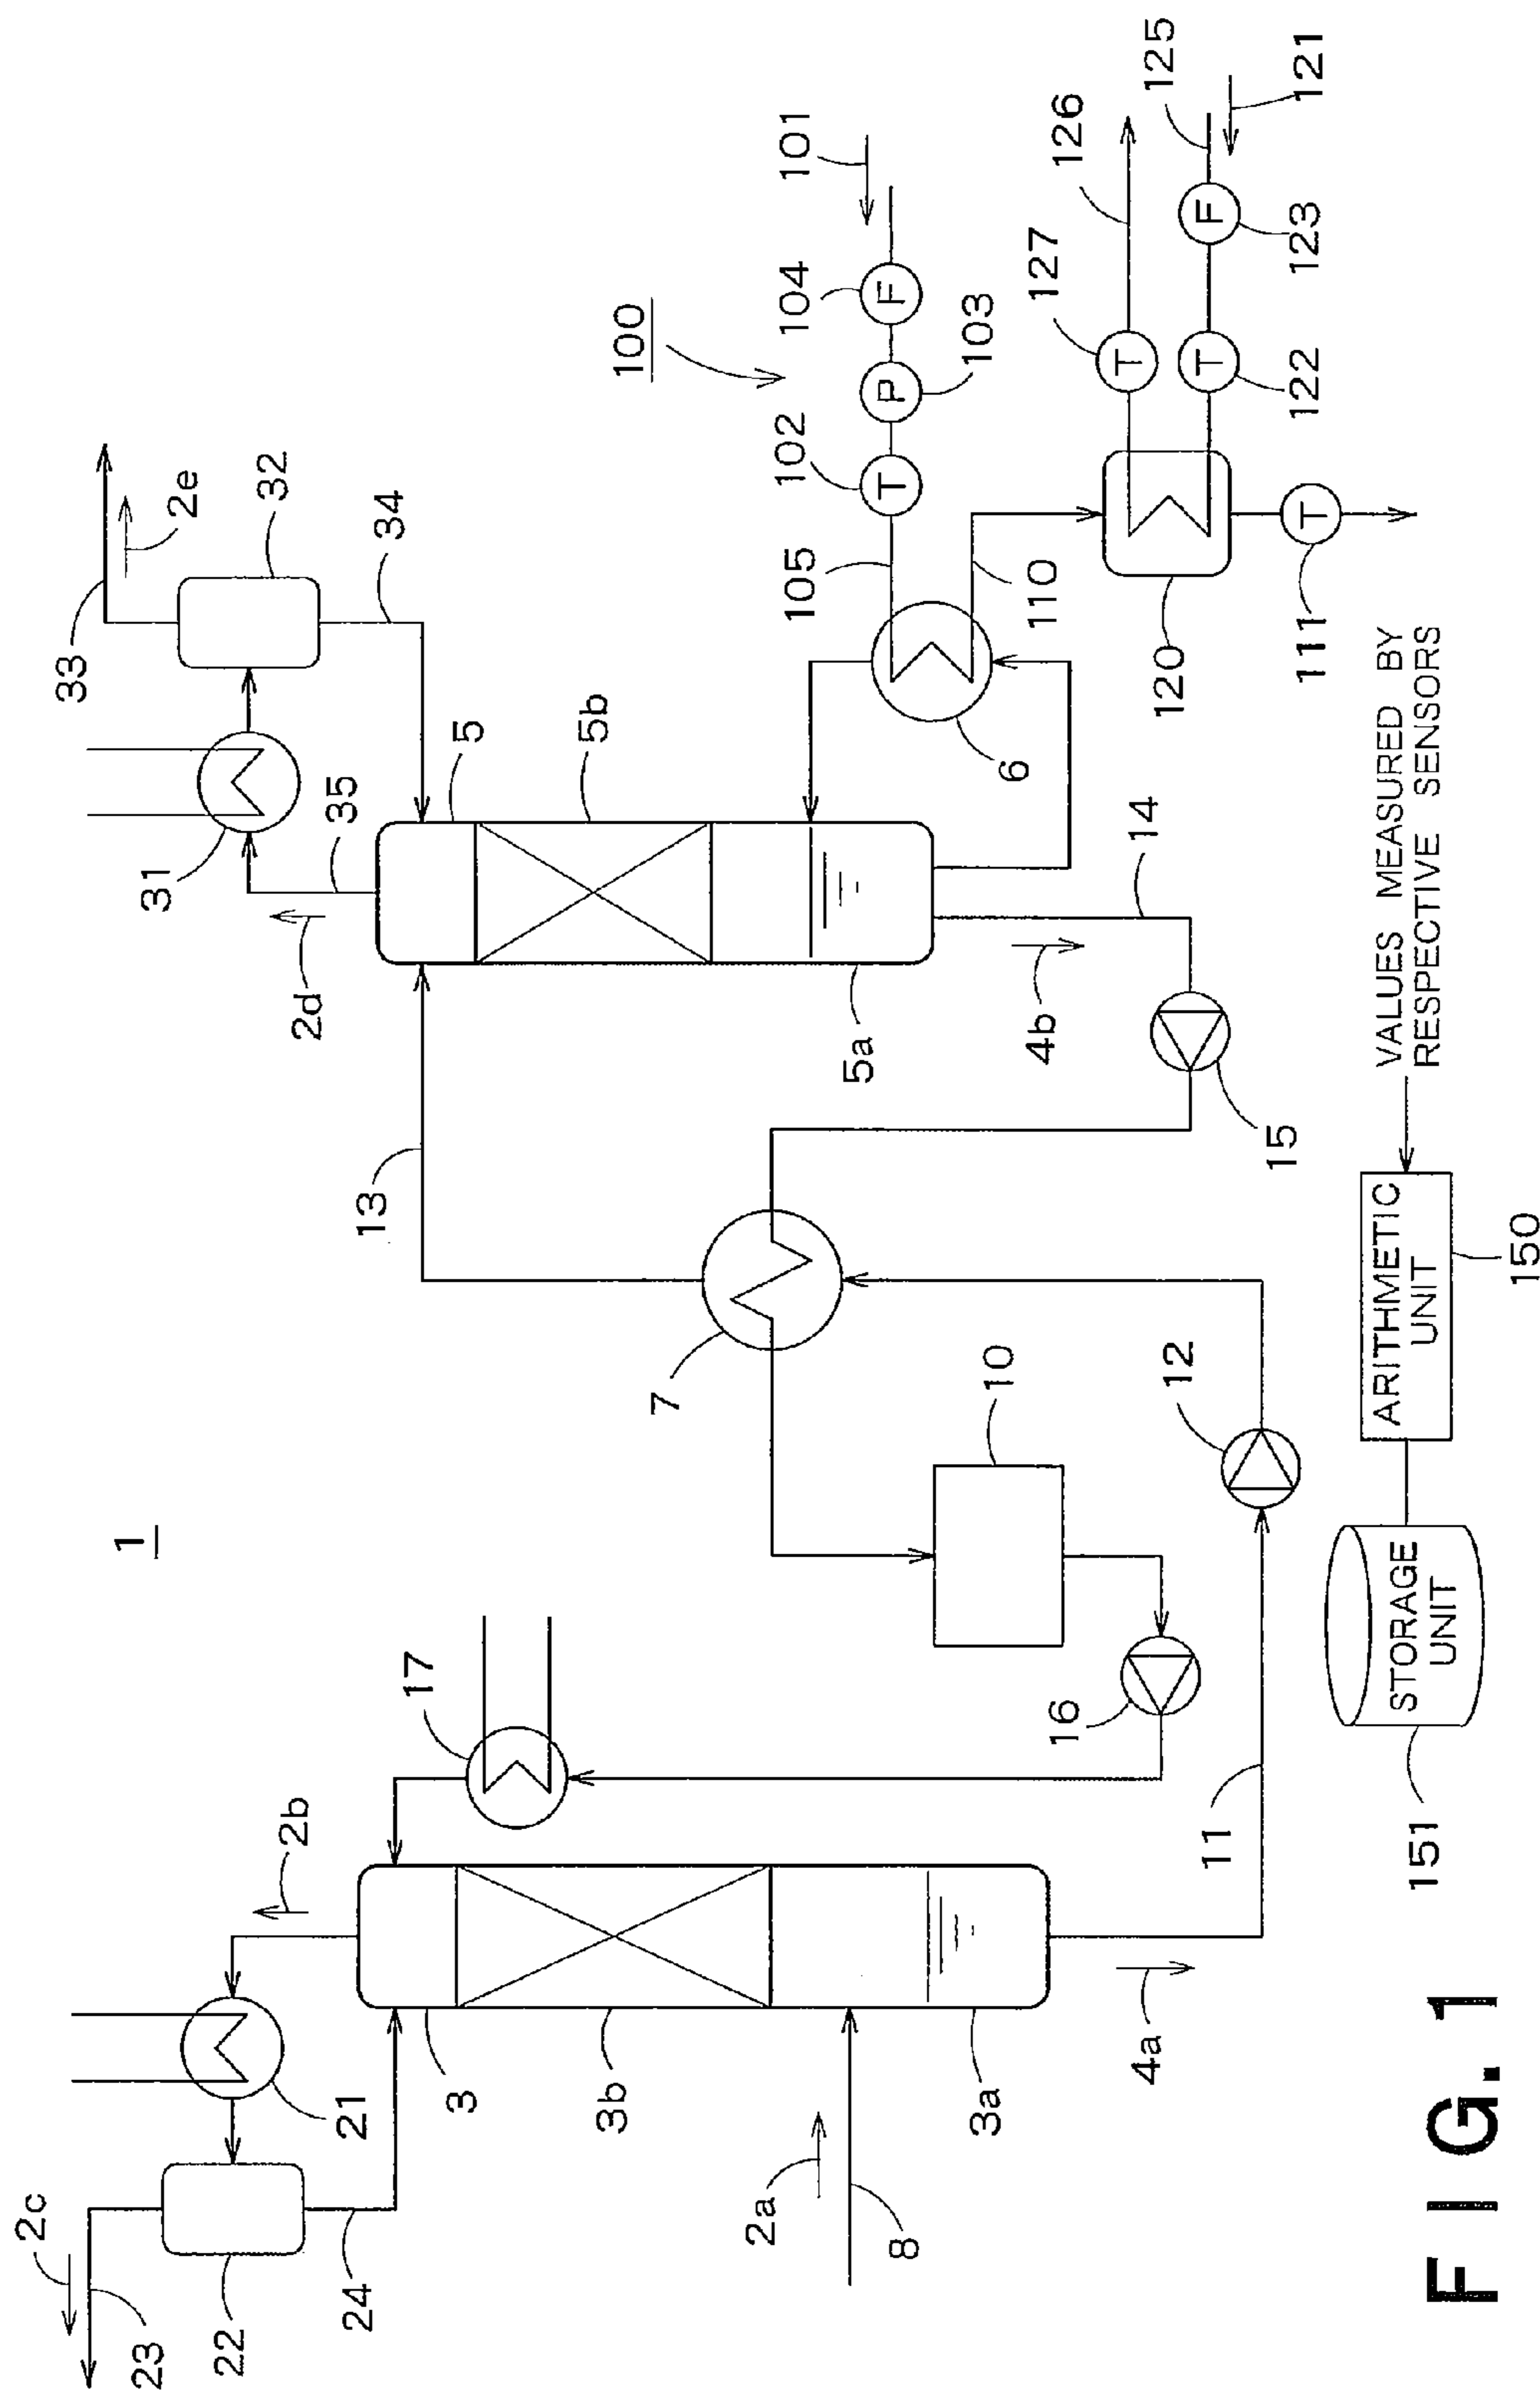 1
2c
23
22
24
21
2b
3
3b
3a
2a
8
4a
11
17
16
10
12
7
13
15
14
4b
5a
5b
5
2d
35
31
32
33
34
2e
6
100
101
102
T
103
P
104
F
105
110
111
T
120
121
122
T
123
F
125
126
127
T
VALUES MEASURED BY
RESPECTIVE SENSORS
ARITHMETIC
UNIT
150
STORAGE
UNIT
151
FIG. 1